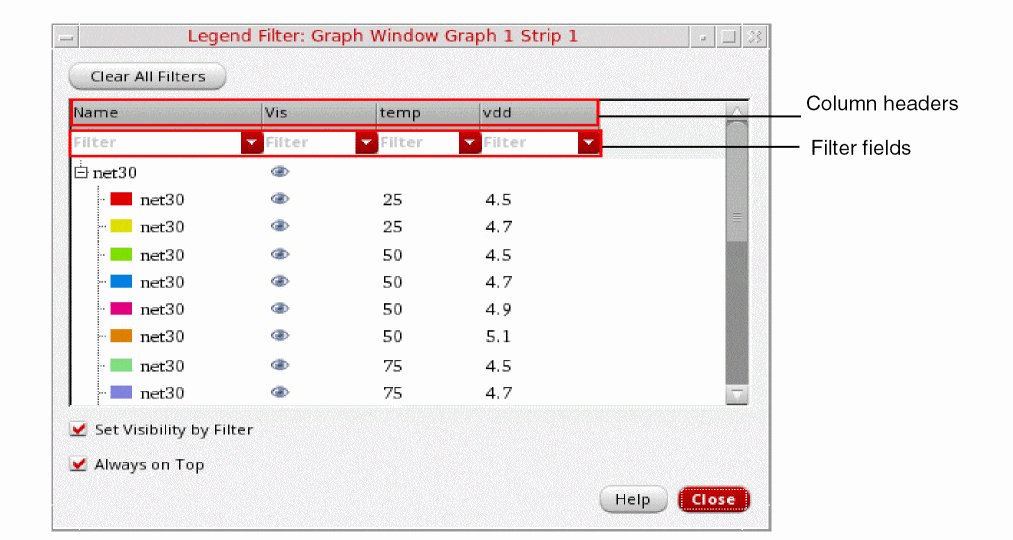 Legend Filter: Graph Window Graph 1 Strip 1
Clear All Filters
Name Vis temp vdd
Column headers
Filter Filter Filter Filter
Filter fields
net30
net30 25 4.5
net30 25 4.7
net30 50 4.5
net30 50 4.7
net30 50 4.9
net30 50 5.1
net30 75 4.5
net30 75 4.7
Set Visibility by Filter
Always on Top
Help Close